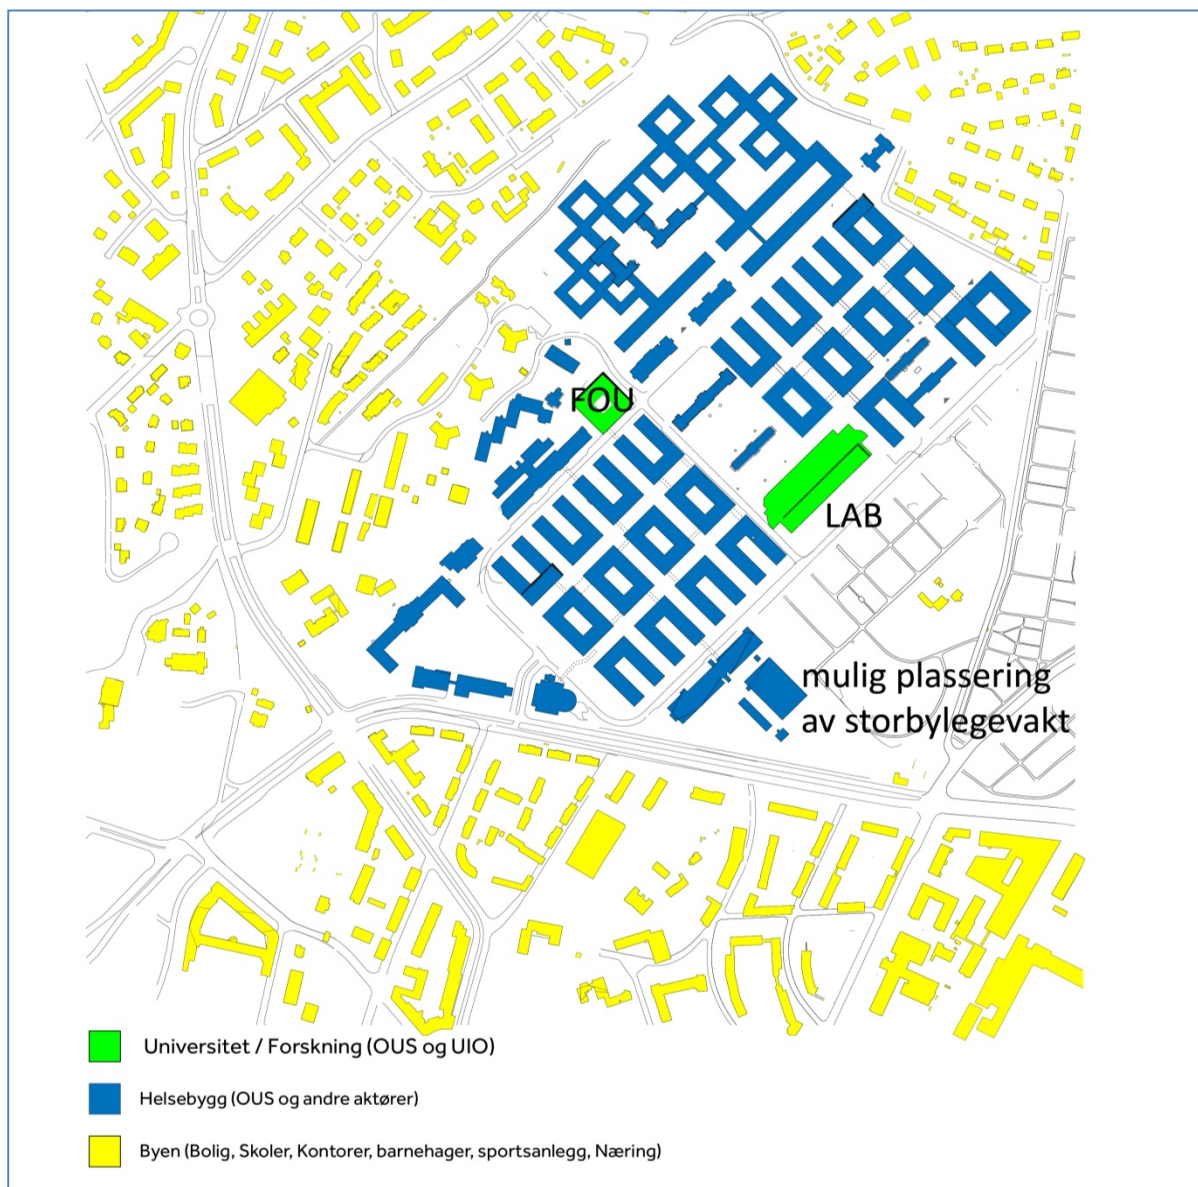 FOU
LAB
mulig plassering
av storbylegevakt
Universitet / Forskning (OUS og UIO)
Helsebygg (OUS og andre aktører)
Byen (Bolig, Skoler, Kontorer, barnehager, sportsanlegg, Næring)